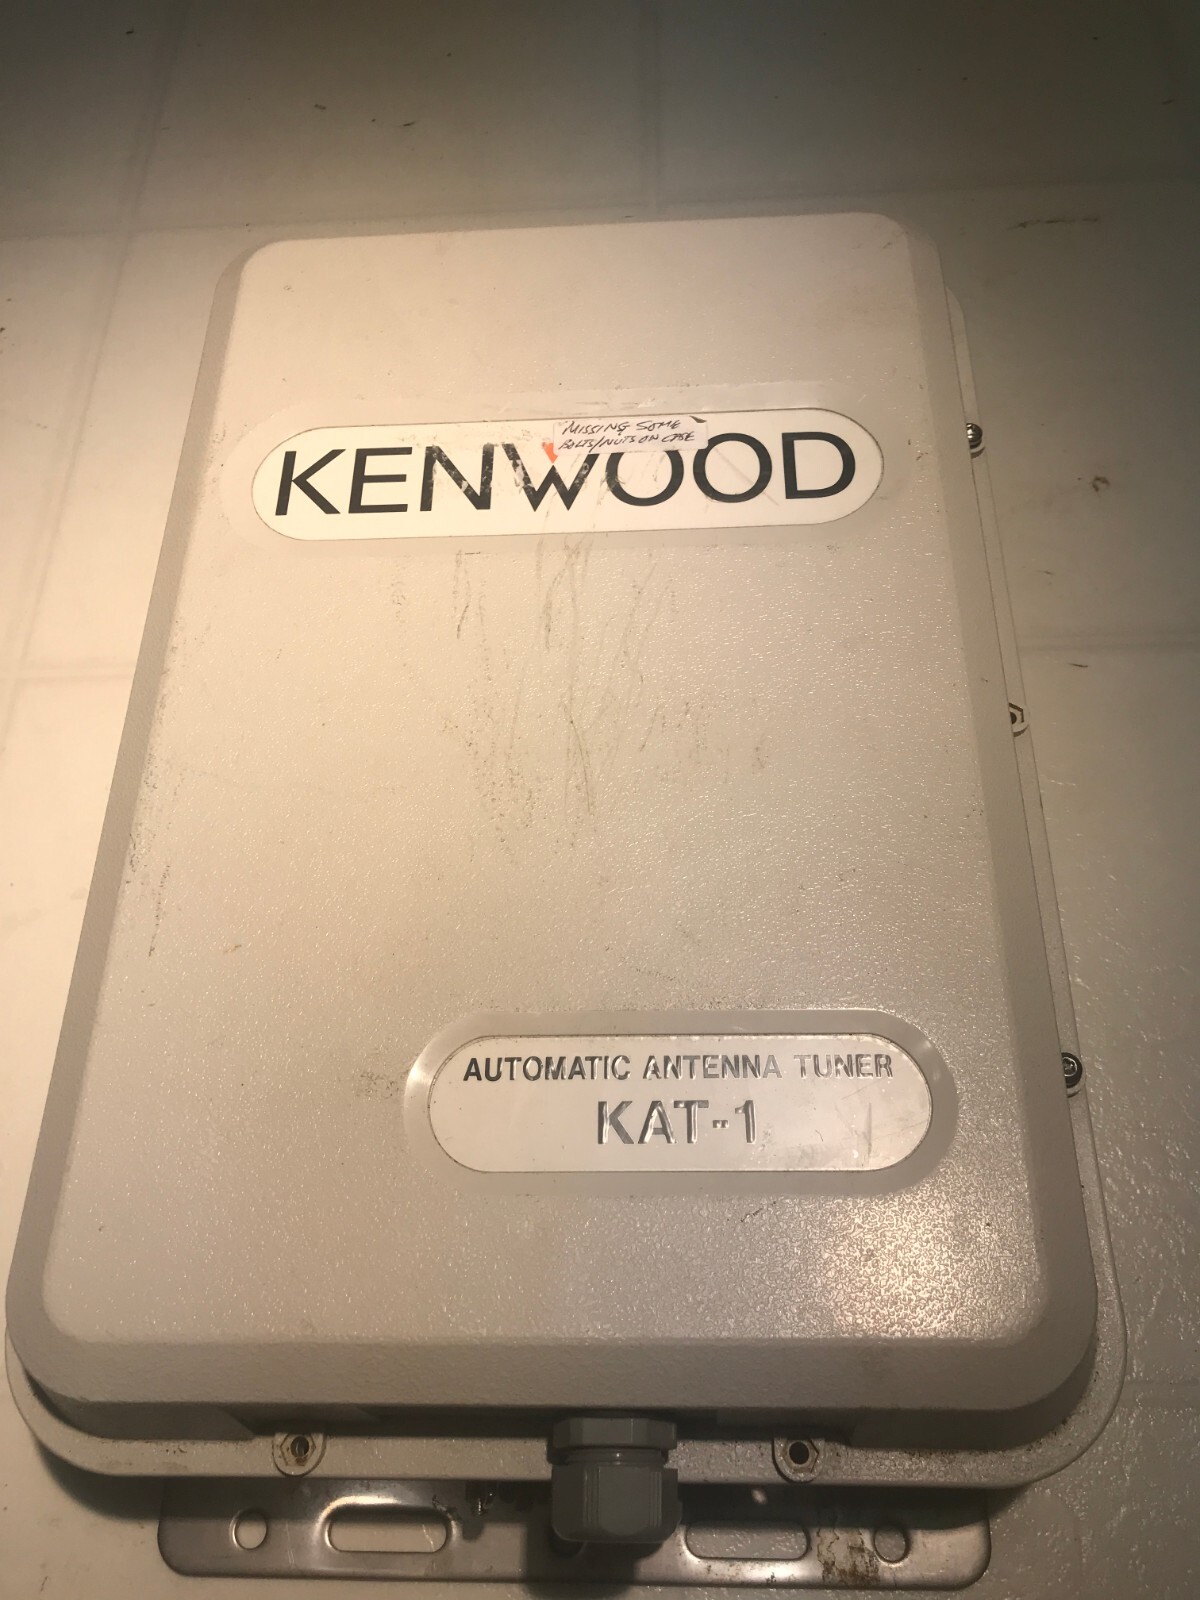 MISSING SOME
BOLTS/NUTS ON CASE
KENWOOD
AUTOMATIC ANTENNA TUNER
KAT-1